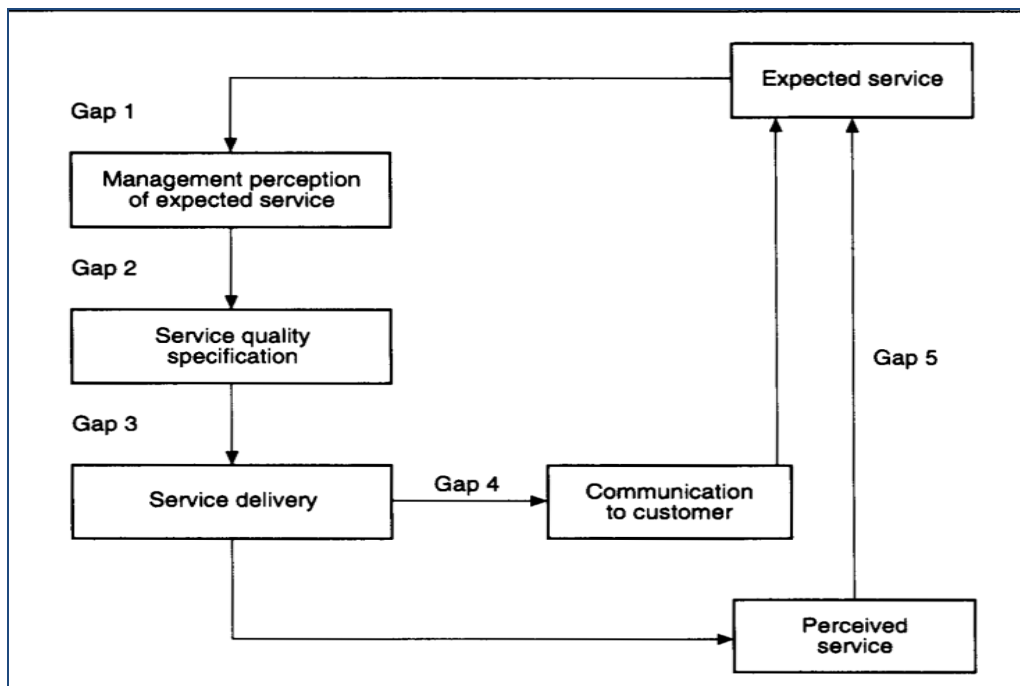 Expected service
Gap 1
Management perception
of expected service
Gap 2
Service quality
specification
Gap 5
Gap 3
Service delivery
Gap 4
Communication
to customer
Perceived
service